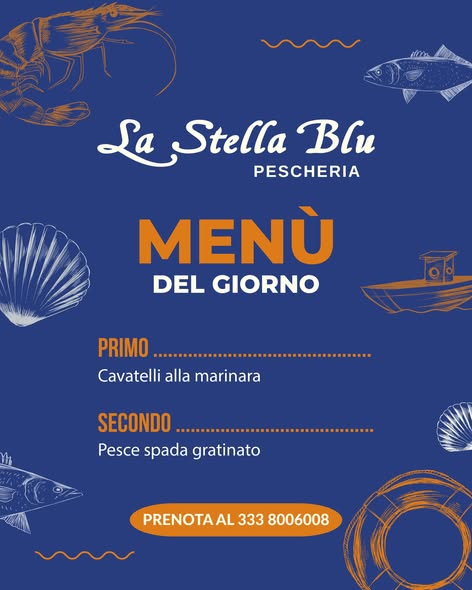 La Stella Blu
PESCHERIA
MENÙ
DEL GIORNO
PRIMO ............................................
Cavatelli alla marinara
SECONDO ........................................
Pesce spada gratinato
PRENOTA AL 333 8006008